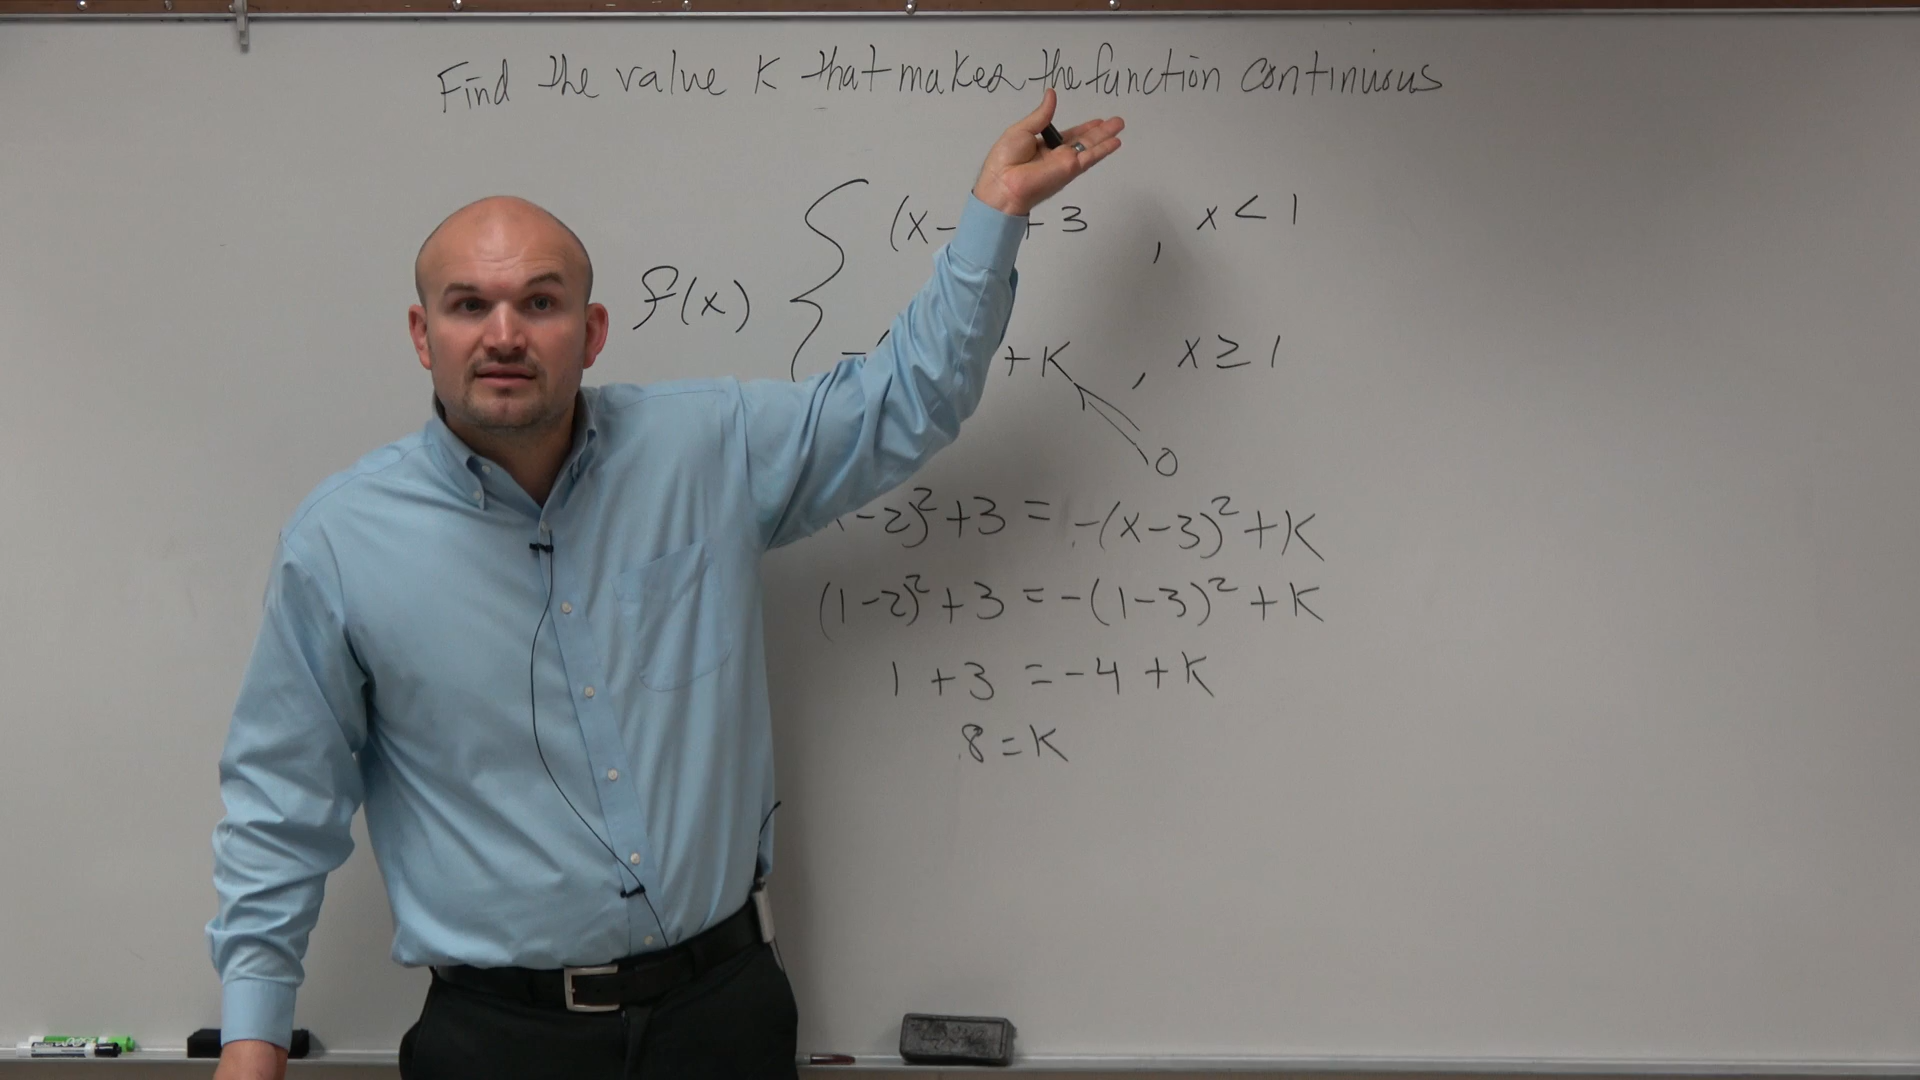 Find the value K that makes the function continuous
(x- + 3 , x < 1
f(x)
- + K , x ≥ 1
0
-2)²+3 = -(x-3)²+K
(1-2)²+3 = -(1-3)²+K
1+3 = -4+K
8=K